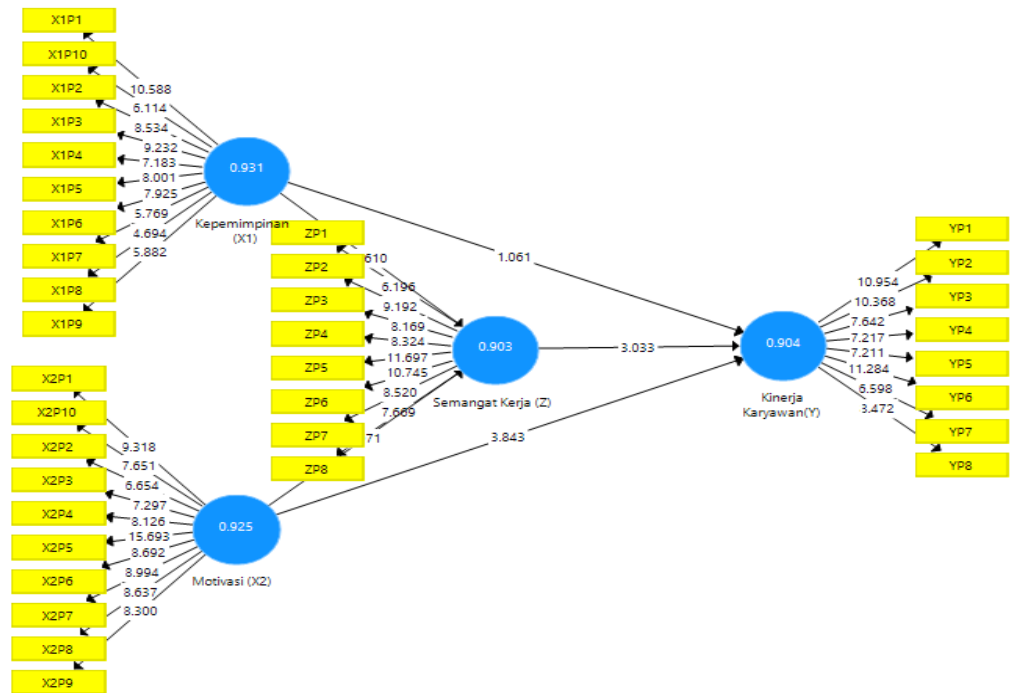 X1P1
X1P10
X1P2
X1P3
X1P4
X1P5
X1P6
X1P7
X1P8
X1P9
10.588
6.114
8.534
9.232
7.183
8.001
7.925
5.769
4.694
5.882
0.931
Kepemimpinan
(X1)
X2P1
X2P10
X2P2
X2P3
X2P4
X2P5
X2P6
X2P7
X2P8
X2P9
9.318
7.651
6.654
7.297
8.126
15.693
8.692
8.994
8.637
8.300
0.925
Motivasi (X2)
ZP1
ZP2
ZP3
ZP4
ZP5
ZP6
ZP7
ZP8
610
6.196
9.192
8.169
8.324
11.697
10.745
8.520
7.669
71
0.903
Semangat Kerja (Z)
1.061
3.033
3.843
0.904
Kinerja
Karyawan(Y)
10.954
10.368
7.642
7.217
7.211
11.284
6.598
3.472
YP1
YP2
YP3
YP4
YP5
YP6
YP7
YP8